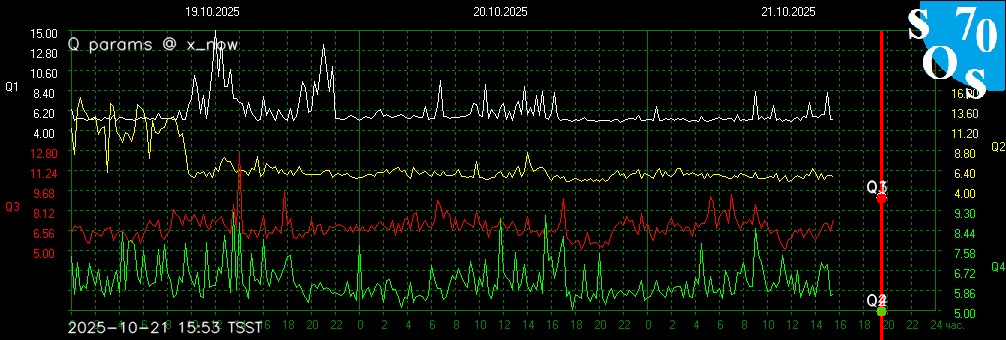 19.10.2025 20.10.2025 21.10.2025
SOS 70
Q params @ x_now
Q1 15.00 12.80 10.60 8.40 6.20 4.00
Q2 16.00 13.60 11.20 8.80 6.40 4.00
Q3 12.80 11.24 9.68 8.12 6.56 5.00
Q4 9.30 8.44 7.58 6.72 5.86 5.00
2025-10-21 15:53 TSST
18 20 22 0 2 4 6 8 10 12 14 16 18 20 22 0 2 4 6 8 10 12 14 16 18 20 22 24 час.